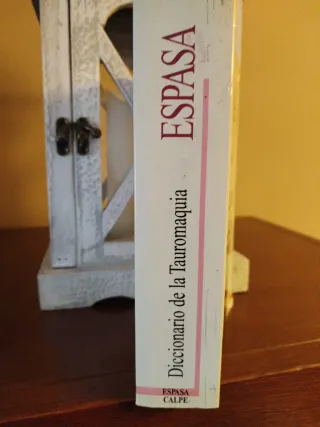 ESPASA
Diccionario de la Tauromaquia
ESPASA
CALPE